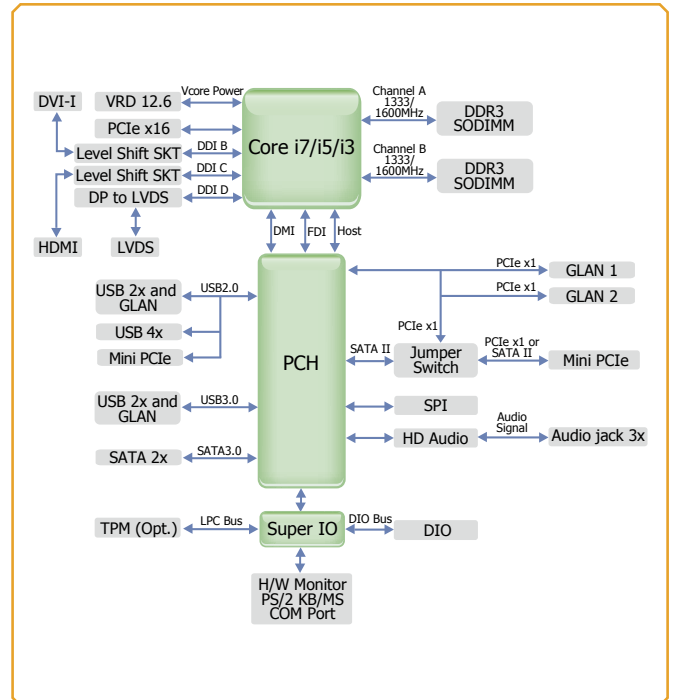 Vcore Power
DVI-I
VRD 12.6
PCIe x16
Level Shift SKT
DDI B
Level Shift SKT
DDI C
DP to LVDS
DDI D
HDMI
LVDS
Core i7/i5/i3
Channel A
1333/
1600MHz
DDR3
SODIMM
Channel B
1333/
1600MHz
DDR3
SODIMM
DMI
FDI
Host
USB 2x and
GLAN
USB2.0
USB 4x
Mini PCIe
USB 2x and
GLAN
USB3.0
SATA 2x
SATA3.0
PCH
PCIe x1
GLAN 1
PCIe x1
GLAN 2
PCIe x1
SATA II
Jumper
Switch
PCIe x1 or
SATA II
Mini PCIe
SPI
HD Audio
Audio
Signal
Audio jack 3x
TPM (Opt.)
LPC Bus
Super IO
DIO Bus
DIO
H/W Monitor
PS/2 KB/MS
COM Port